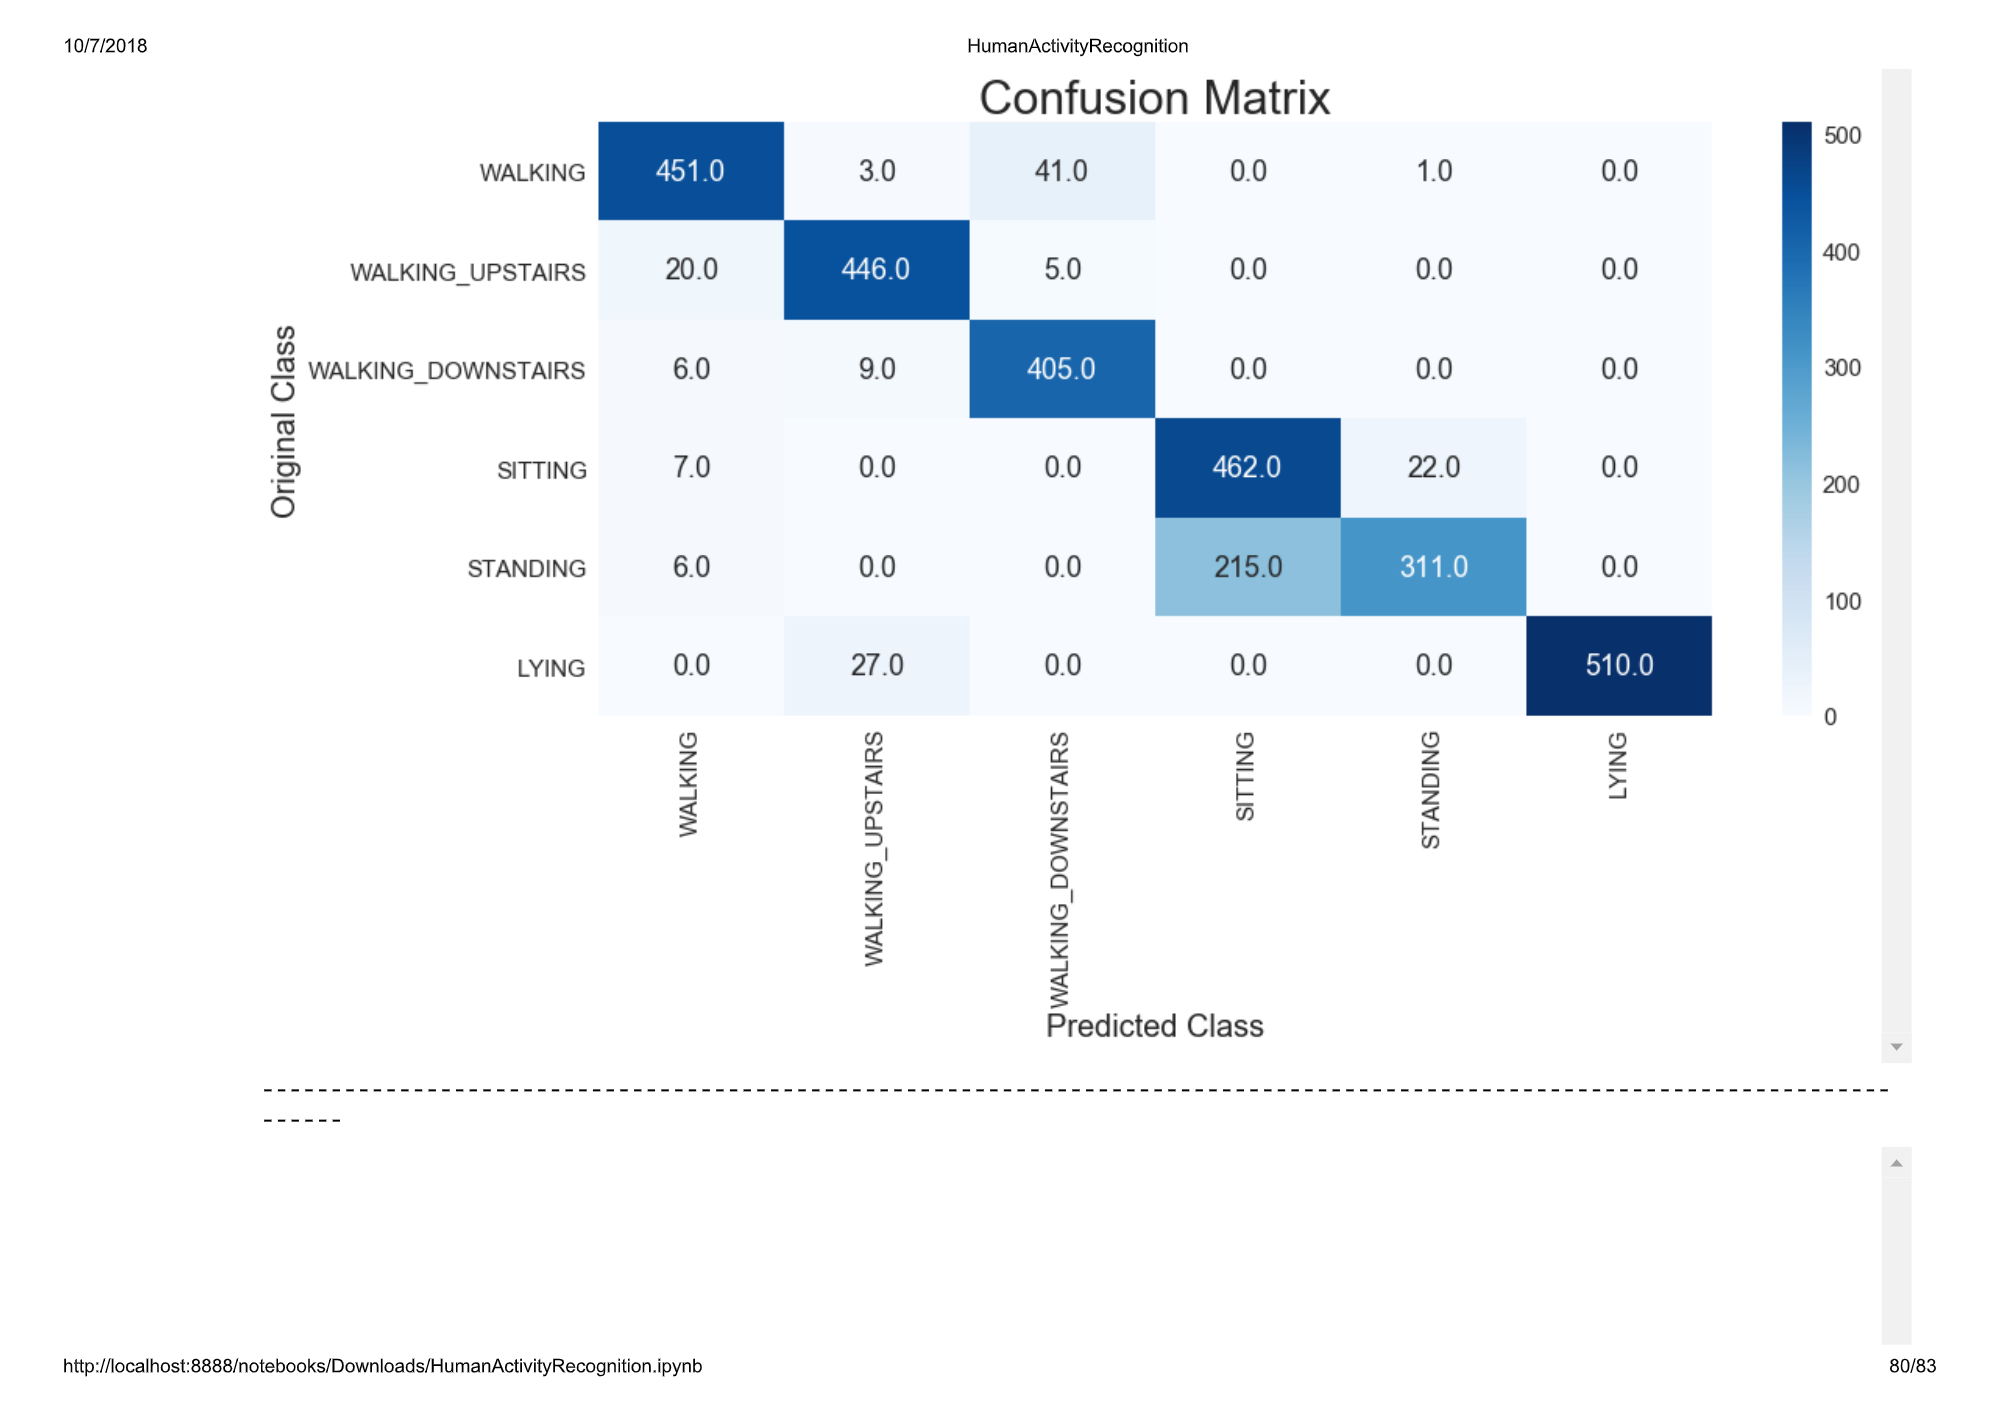 10/7/2018 HumanActivityRecognition
Confusion Matrix
WALKING 451.0 3.0 41.0 0.0 1.0 0.0
WALKING_UPSTAIRS 20.0 446.0 5.0 0.0 0.0 0.0
WALKING_DOWNSTAIRS 6.0 9.0 405.0 0.0 0.0 0.0
SITTING 7.0 0.0 0.0 462.0 22.0 0.0
STANDING 6.0 0.0 0.0 215.0 311.0 0.0
LYING 0.0 27.0 0.0 0.0 0.0 510.0
Original Class
500
400
300
200
100
0
WALKING
WALKING_UPSTAIRS
WALKING_DOWNSTAIRS
SITTING
STANDING
LYING
Predicted Class
http://localhost:8888/notebooks/Downloads/HumanActivityRecognition.ipynb 80/83